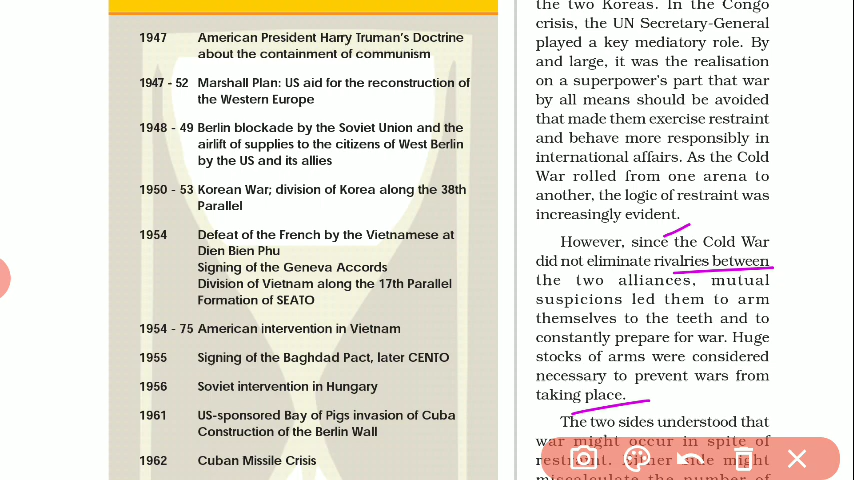 1947 American President Harry Truman's Doctrine
about the containment of communism
1947 - 52 Marshall Plan: US aid for the reconstruction of
the Western Europe
1948 - 49 Berlin blockade by the Soviet Union and the
airlift of supplies to the citizens of West Berlin
by the US and its allies
1950 - 53 Korean War; division of Korea along the 38th
Parallel
1954 Defeat of the French by the Vietnamese at
Dien Bien Phu
Signing of the Geneva Accords
Division of Vietnam along the 17th Parallel
Formation of SEATO
1954 - 75 American intervention in Vietnam
1955 Signing of the Baghdad Pact, later CENTO
1956 Soviet intervention in Hungary
1961 US-sponsored Bay of Pigs invasion of Cuba
Construction of the Berlin Wall
1962 Cuban Missile Crisis
the two Koreas. In the Congo
crisis, the UN Secretary-General
played a key mediatory role. By
and large, it was the realisation
on a superpower's part that war
by all means should be avoided
that made them exercise restraint
and behave more responsibly in
international affairs. As the Cold
War rolled from one arena to
another, the logic of restraint was
increasingly evident.
However, since the Cold War
did not eliminate rivalries between
the two alliances, mutual
suspicions led them to arm
themselves to the teeth and to
constantly prepare for war. Huge
stocks of arms were considered
necessary to prevent wars from
taking place.
The two sides understood that
war might occur in spite of
restraint. Either side might
miscalculate the number of